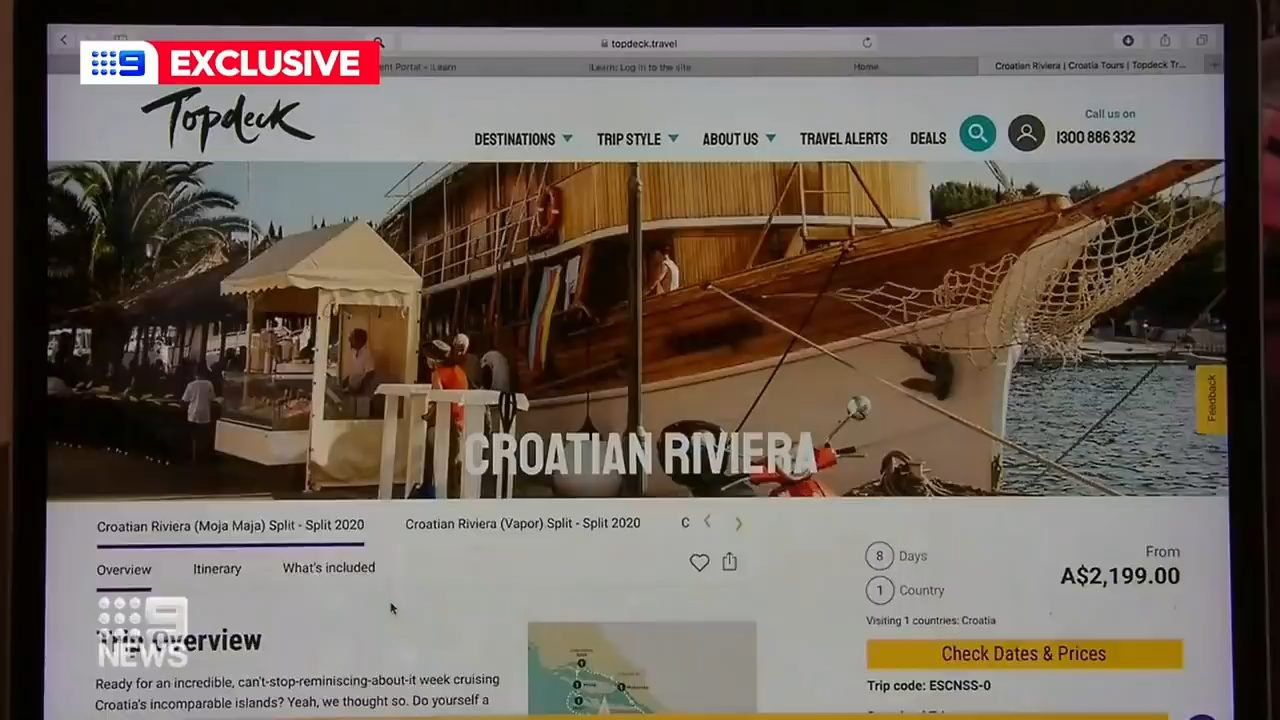 9 EXCLUSIVE
topdeck.travel
ent Portal - iLearn
iLearn: Log in to the site
Home
Croatian Riviera | Croatia Tours | Topdeck Tr...
Topdeck
Call us on
DESTINATIONS
TRIP STYLE
ABOUT US
TRAVEL ALERTS
DEALS
1300 886 332
Feedback
CROATIAN RIVIERA
Croatian Riviera (Moja Maja) Split - Split 2020
Croatian Riviera (Vapor) Split - Split 2020
C
8 Days
From
A$2,199.00
Overview
Itinerary
What's included
1 Country
Visiting 1 countries: Croatia
9
NEWS
Trip Overview
Check Dates & Prices
Ready for an incredible, can't-stop-reminiscing-about-it week cruising
Croatia's incomparable islands? Yeah, we thought so. Do yourself a
Trip code: ESCNSS-0